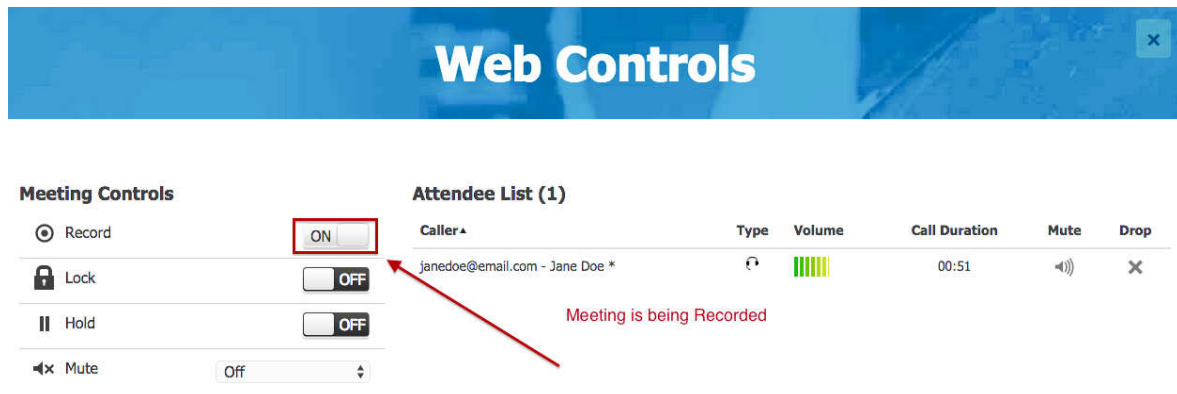 Web Controls
×
Meeting Controls
Record ON
Lock OFF
Hold OFF
Mute Off
Attendee List (1)
Caller▲ Type Volume Call Duration Mute Drop
janedoe@email.com - Jane Doe * 00:51
Meeting is being Recorded